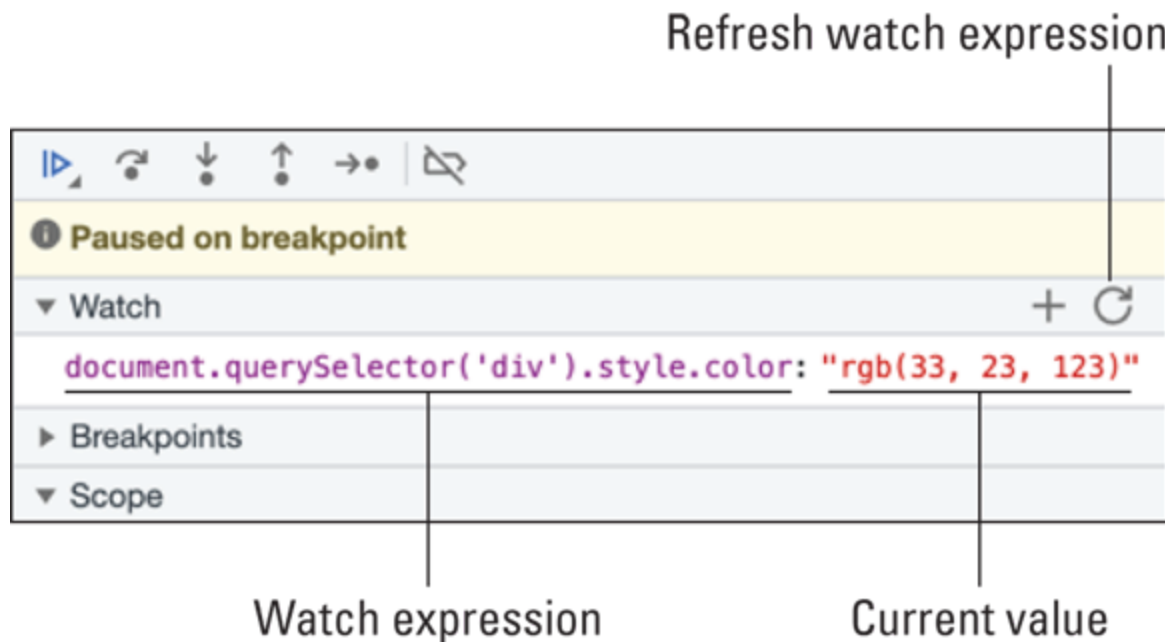 Refresh watch expression
Paused on breakpoint
Watch
document.querySelector('div').style.color: "rgb(33, 23, 123)"
Breakpoints
Scope
Watch expression Current value